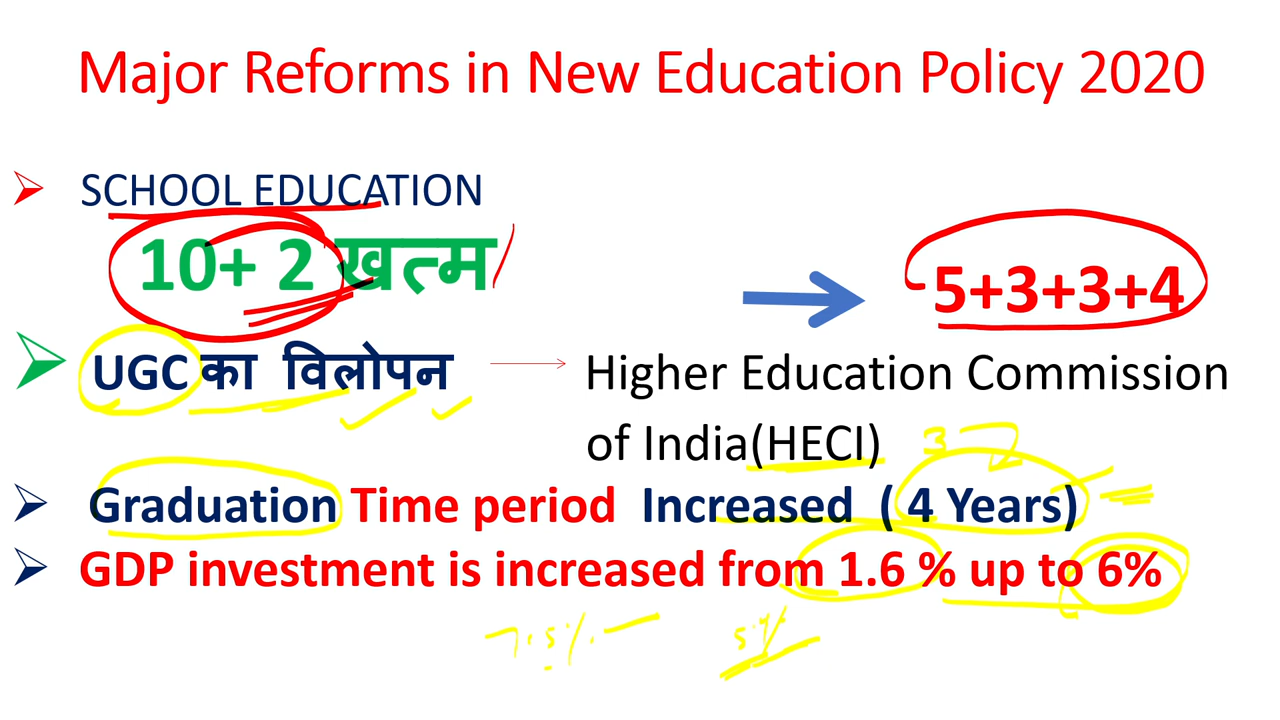 Major Reforms in New Education Policy 2020
SCHOOL EDUCATION
10+ 2 खत्म
5+3+3+4
UGC का विलोपन
Higher Education Commission
of India(HECI)
3
Graduation Time period Increased ( 4 Years)
GDP investment is increased from 1.6 % up to 6%